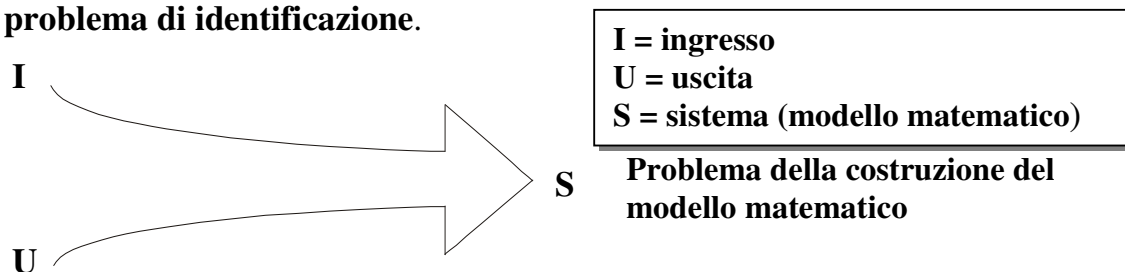 problema di identificazione.
I
U
S
I = ingresso
U = uscita
S = sistema (modello matematico)
Problema della costruzione del
modello matematico